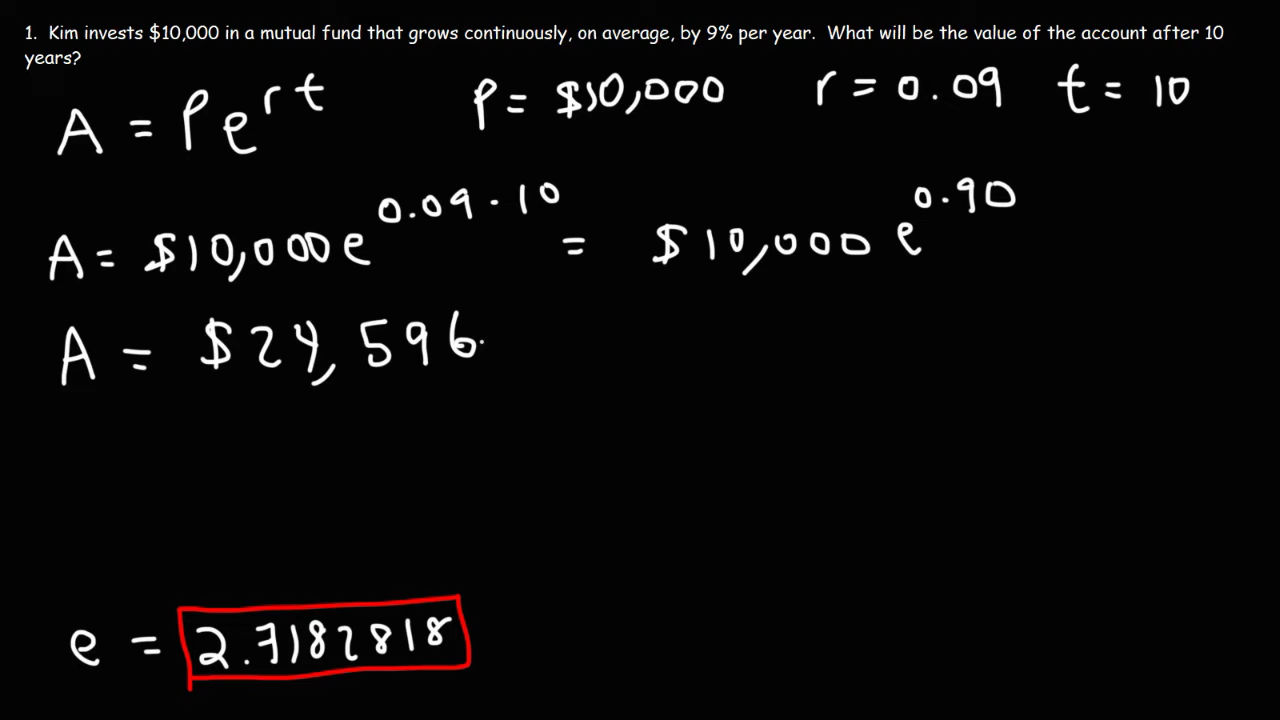 1. Kim invests $10,000 in a mutual fund that grows continuously, on average, by 9% per year. What will be the value of the account after 10
years?
A = Pe^rt P = $10,000 r = 0.09 t = 10
A = $10,000e^0.09·10 = $10,000e^0.90
A = $24,596.
e = 2.7182818